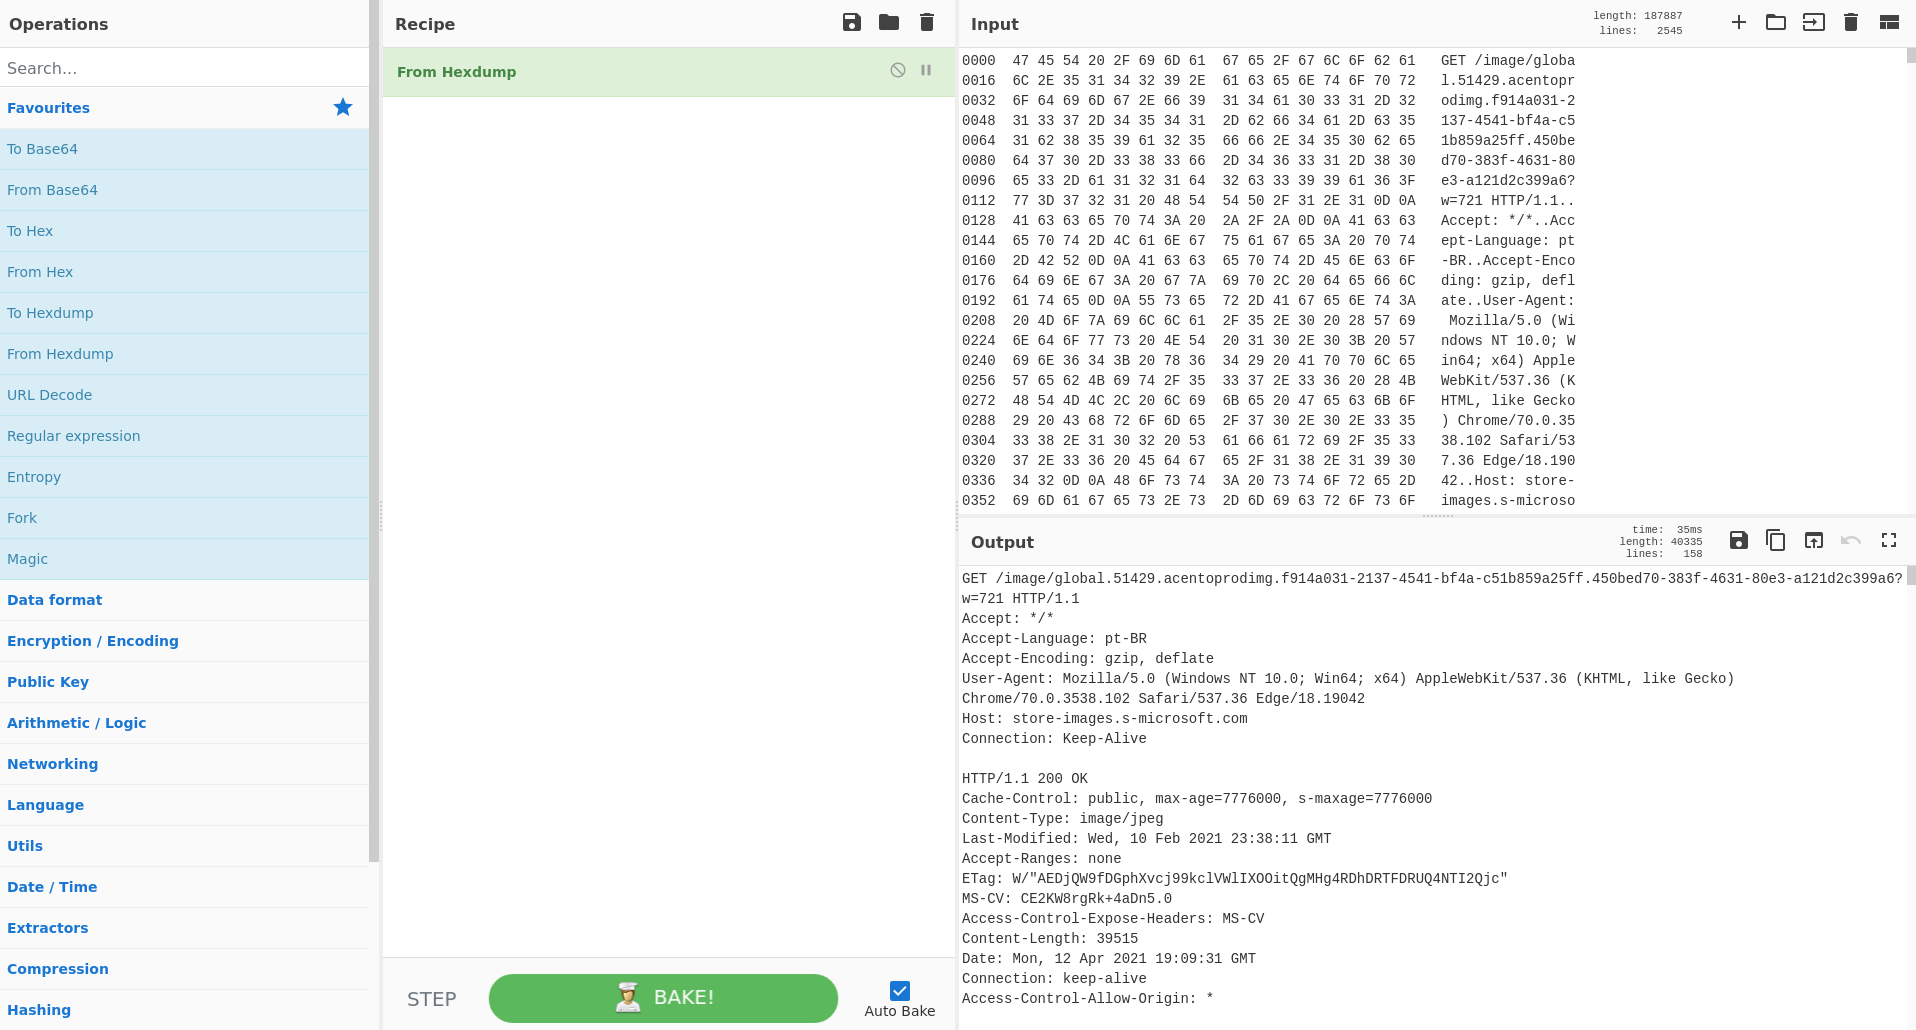 Operations
Search...
Favourites
To Base64
From Base64
To Hex
From Hex
To Hexdump
From Hexdump
URL Decode
Regular expression
Entropy
Fork
Magic
Data format
Encryption / Encoding
Public Key
Arithmetic / Logic
Networking
Language
Utils
Date / Time
Extractors
Compression
Hashing
Recipe
From Hexdump
STEP
BAKE!
Auto Bake
Input
length: 187887
lines: 2545
0000 47 45 54 20 2F 69 6D 61 67 65 2F 67 6C 6F 62 61 GET /image/globa
0016 6C 2E 35 31 34 32 39 2E 61 63 65 6E 74 6F 70 72 l.51429.acentopr
0032 6F 64 69 6D 67 2E 66 39 31 34 61 30 33 31 2D 32 odimg.f914a031-2
0048 31 33 37 2D 34 35 34 31 2D 62 66 34 61 2D 63 35 137-4541-bf4a-c5
0064 31 62 38 35 39 61 32 35 66 66 2E 34 35 30 62 65 1b859a25ff.450be
0080 64 37 30 2D 33 38 33 66 2D 34 36 33 31 2D 38 30 d70-383f-4631-80
0096 65 33 2D 61 31 32 31 64 32 63 33 39 39 61 36 3F e3-a121d2c399a6?
0112 77 3D 37 32 31 20 48 54 54 50 2F 31 2E 31 0D 0A w=721 HTTP/1.1..
0128 41 63 63 65 70 74 3A 20 2A 2F 2A 0D 0A 41 63 63 Accept: */*..Acc
0144 65 70 74 2D 4C 61 6E 67 75 61 67 65 3A 20 70 74 ept-Language: pt
0160 2D 42 52 0D 0A 41 63 63 65 70 74 2D 45 6E 63 6F -BR..Accept-Enco
0176 64 69 6E 67 3A 20 67 7A 69 70 2C 20 64 65 66 6C ding: gzip, defl
0192 61 74 65 0D 0A 55 73 65 72 2D 41 67 65 6E 74 3A ate..User-Agent:
0208 20 4D 6F 7A 69 6C 6C 61 2F 35 2E 30 20 28 57 69 Mozilla/5.0 (Wi
0224 6E 64 6F 77 73 20 4E 54 20 31 30 2E 30 3B 20 57 ndows NT 10.0; W
0240 69 6E 36 34 3B 20 78 36 34 29 20 41 70 70 6C 65 in64; x64) Apple
0256 57 65 62 4B 69 74 2F 35 33 37 2E 33 36 20 28 4B WebKit/537.36 (K
0272 48 54 4D 4C 2C 20 6C 69 6B 65 20 47 65 63 6B 6F HTML, like Gecko
0288 29 20 43 68 72 6F 6D 65 2F 37 30 2E 30 2E 33 35 ) Chrome/70.0.35
0304 33 38 2E 31 30 32 20 53 61 66 61 72 69 2F 35 33 38.102 Safari/53
0320 37 2E 33 36 20 45 64 67 65 2F 31 38 2E 31 39 30 7.36 Edge/18.190
0336 34 32 0D 0A 48 6F 73 74 3A 20 73 74 6F 72 65 2D 42..Host: store-
0352 69 6D 61 67 65 73 2E 73 2D 6D 69 63 72 6F 73 6F images.s-microso
Output
time: 35ms
length: 40335
lines: 158
GET /image/global.51429.acentoprodimg.f914a031-2137-4541-bf4a-c51b859a25ff.450bed70-383f-4631-80e3-a121d2c399a6?
w=721 HTTP/1.1
Accept: */*
Accept-Language: pt-BR
Accept-Encoding: gzip, deflate
User-Agent: Mozilla/5.0 (Windows NT 10.0; Win64; x64) AppleWebKit/537.36 (KHTML, like Gecko)
Chrome/70.0.3538.102 Safari/537.36 Edge/18.19042
Host: store-images.s-microsoft.com
Connection: Keep-Alive
HTTP/1.1 200 OK
Cache-Control: public, max-age=7776000, s-maxage=7776000
Content-Type: image/jpeg
Last-Modified: Wed, 10 Feb 2021 23:38:11 GMT
Accept-Ranges: none
ETag: W/"AEDjQW9fDGphXvcj99kclVWlIXOOitQgMHg4RDhDRTFDRUQ4NTI2Qjc"
MS-CV: CE2KW8rgRk+4aDn5.0
Access-Control-Expose-Headers: MS-CV
Content-Length: 39515
Date: Mon, 12 Apr 2021 19:09:31 GMT
Connection: keep-alive
Access-Control-Allow-Origin: *